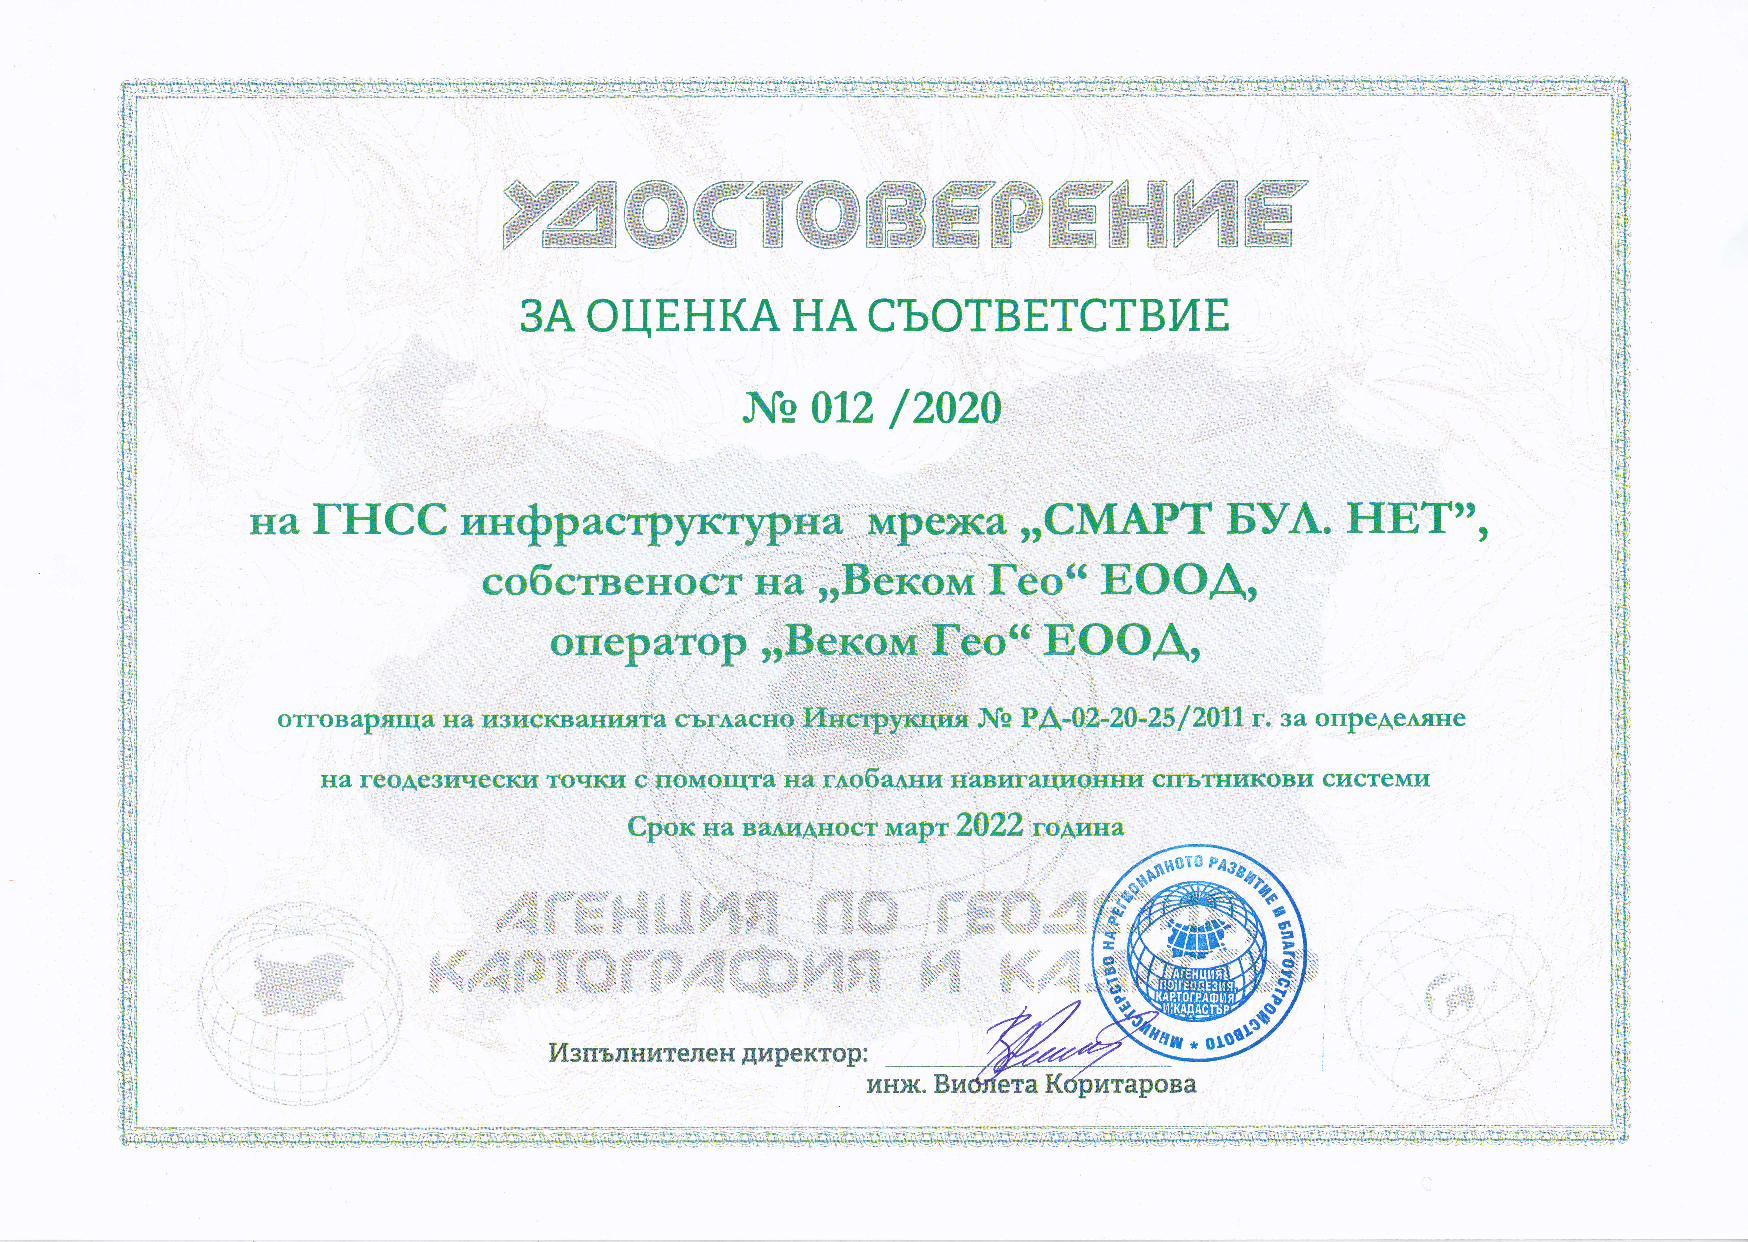 УДОСТОВЕРЕНИЕ
ЗА ОЦЕНКА НА СЪОТВЕТСТВИЕ
№ 012 /2020
на ГНСС инфраструктурна мрежа „СМАРТ БУЛ. НЕТ”,
собственост на „Веком Гео“ ЕООД,
оператор „Веком Гео“ ЕООД,
отговаряща на изискванията съгласно Инструкция № РД-02-20-25/2011 г. за определяне
на геодезически точки с помощта на глобални навигационни спътникови системи
Срок на валидност март 2022 година
АГЕНЦИЯ ПО
КАРТОГРАФИЯ И
МИНИСТЕРСТВО НА РЕГИОНАЛНОТО РАЗВИТИЕ И БЛАГОУСТРОЙСТВОТО *
АГЕНЦИЯ
ПО ГЕОДЕЗИЯ,
КАРТОГРАФИЯ
И КАДАСТЪР
Изпълнителен директор:
инж. Виолета Коритарова